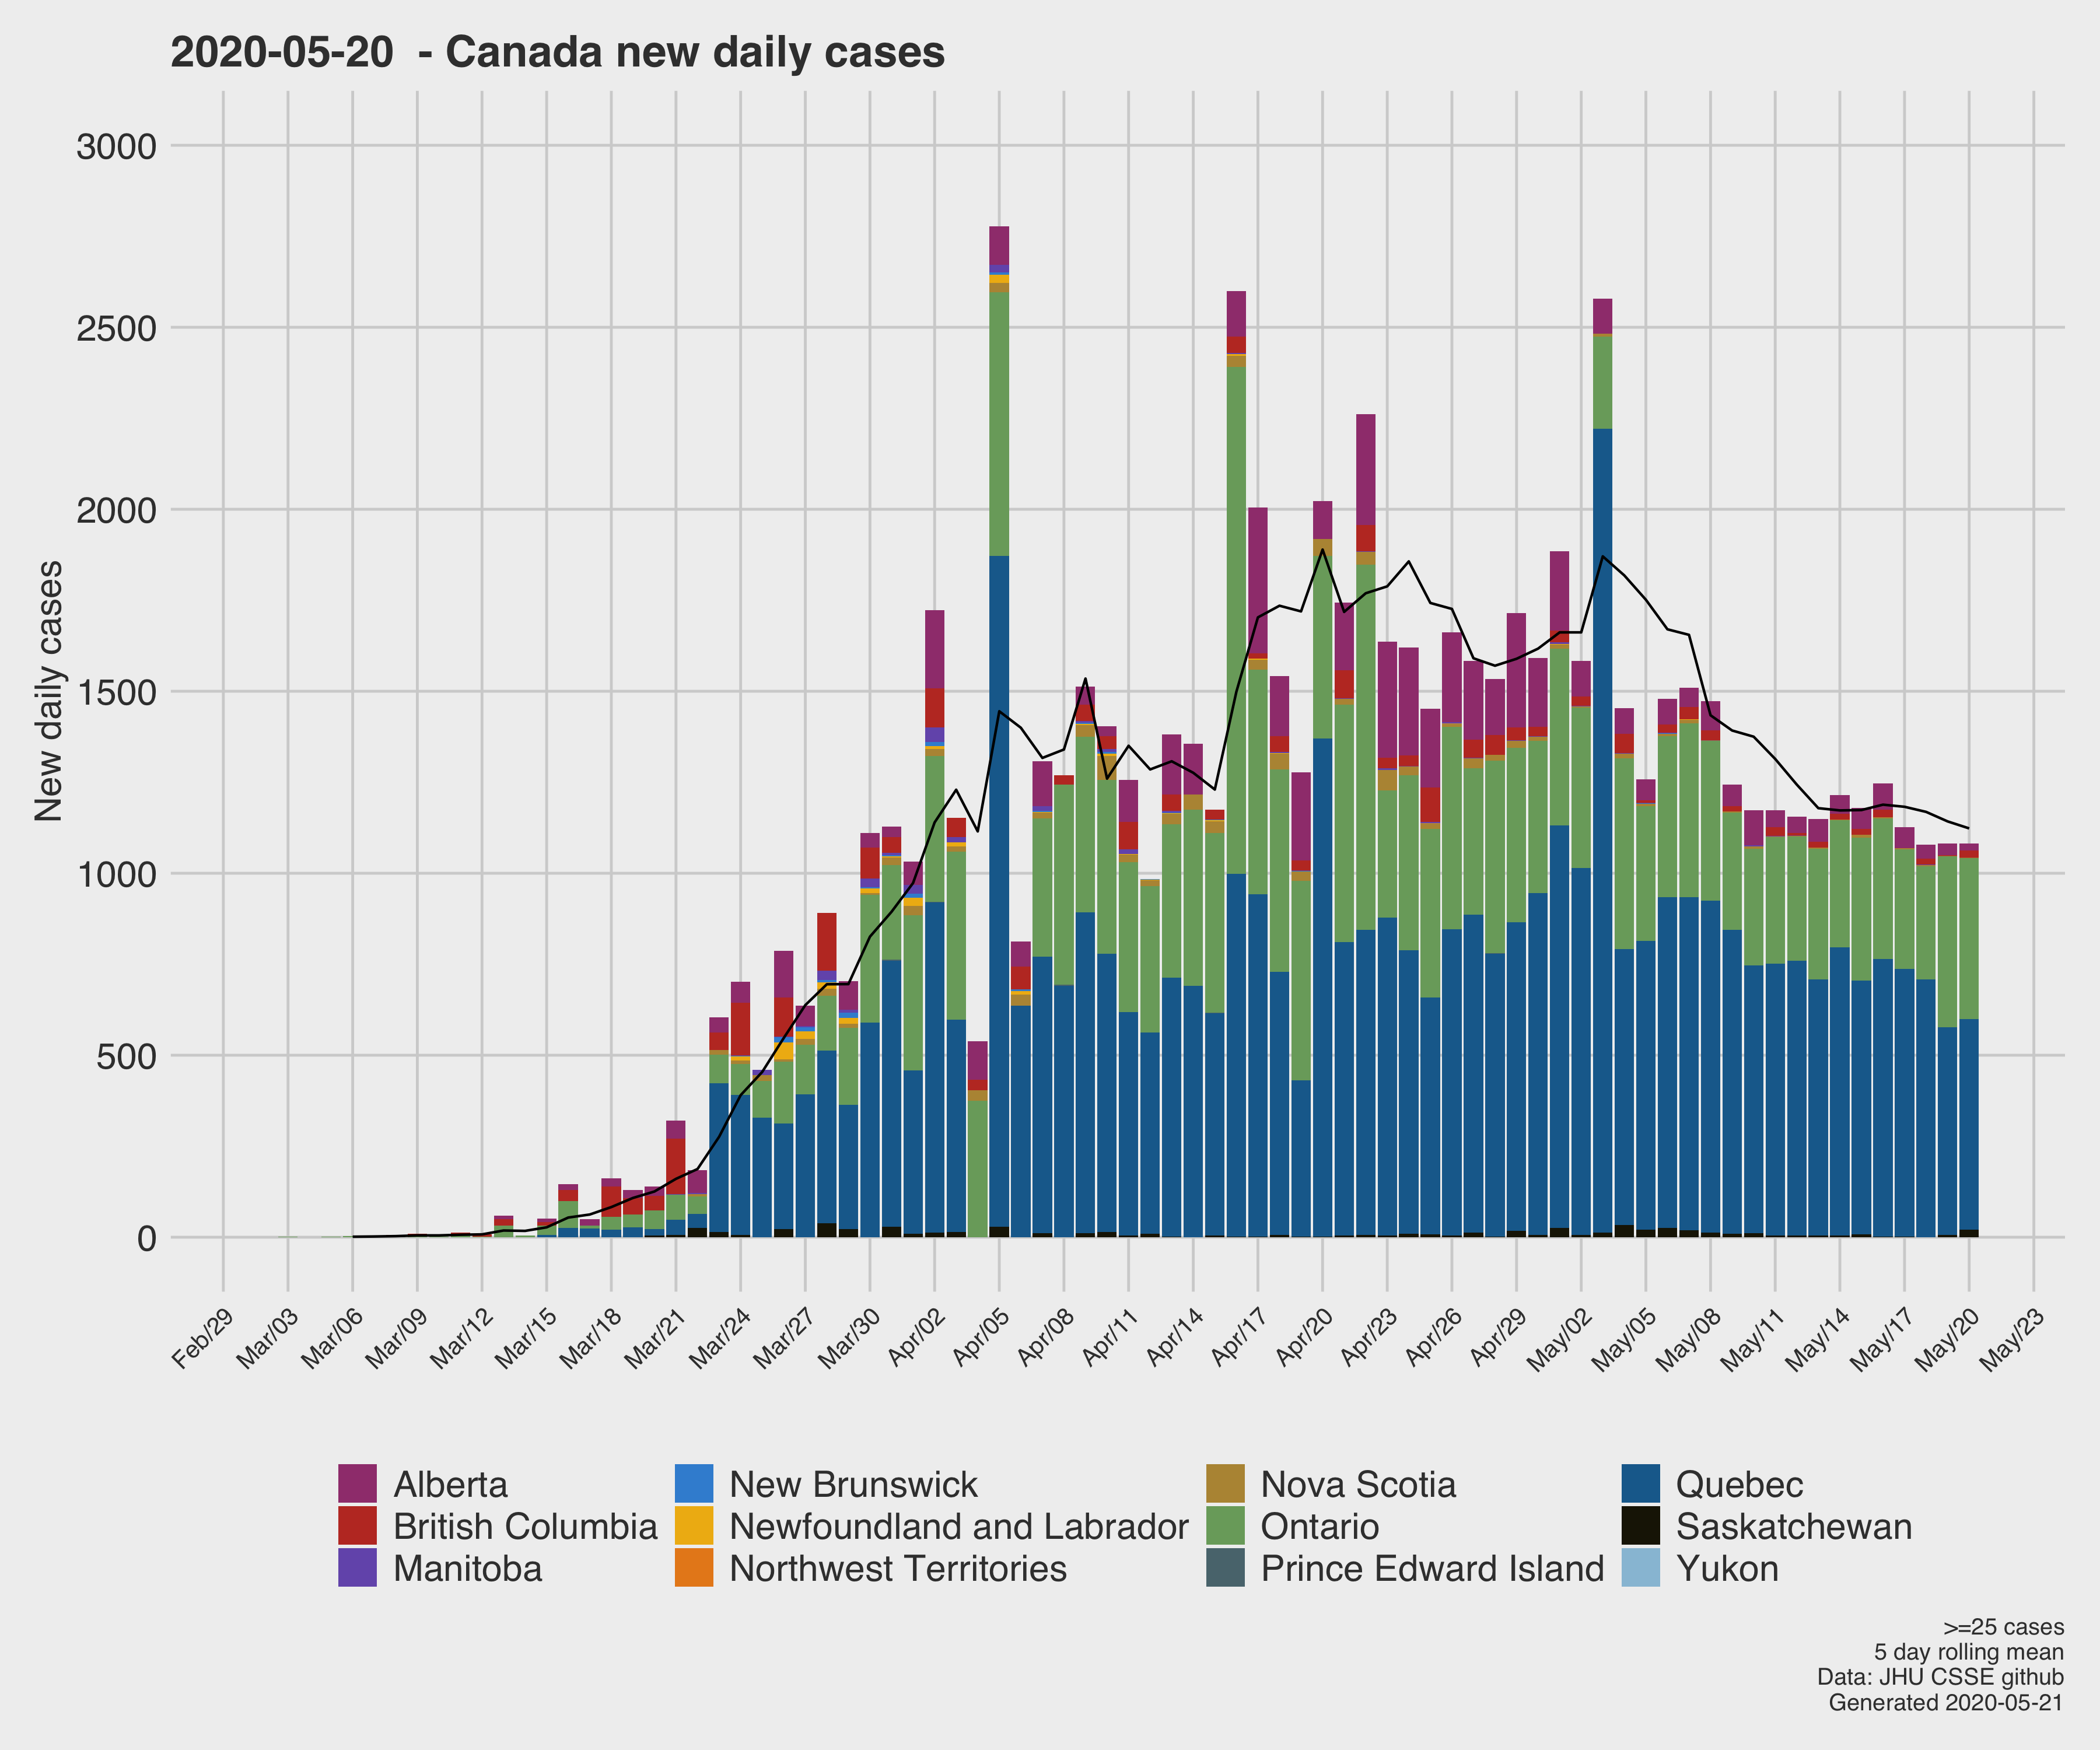 2020-05-20  - Canada new daily cases
New daily cases
3000
2500
2000
1500
1000
500
0
Feb/29
Mar/03
Mar/06
Mar/09
Mar/12
Mar/15
Mar/18
Mar/21
Mar/24
Mar/27
Mar/30
Apr/02
Apr/05
Apr/08
Apr/11
Apr/14
Apr/17
Apr/20
Apr/23
Apr/26
Apr/29
May/02
May/05
May/08
May/11
May/14
May/17
May/20
May/23
Alberta
British Columbia
Manitoba
New Brunswick
Newfoundland and Labrador
Northwest Territories
Nova Scotia
Ontario
Prince Edward Island
Quebec
Saskatchewan
Yukon
>=25 cases
5 day rolling mean
Data: JHU CSSE github
Generated 2020-05-21